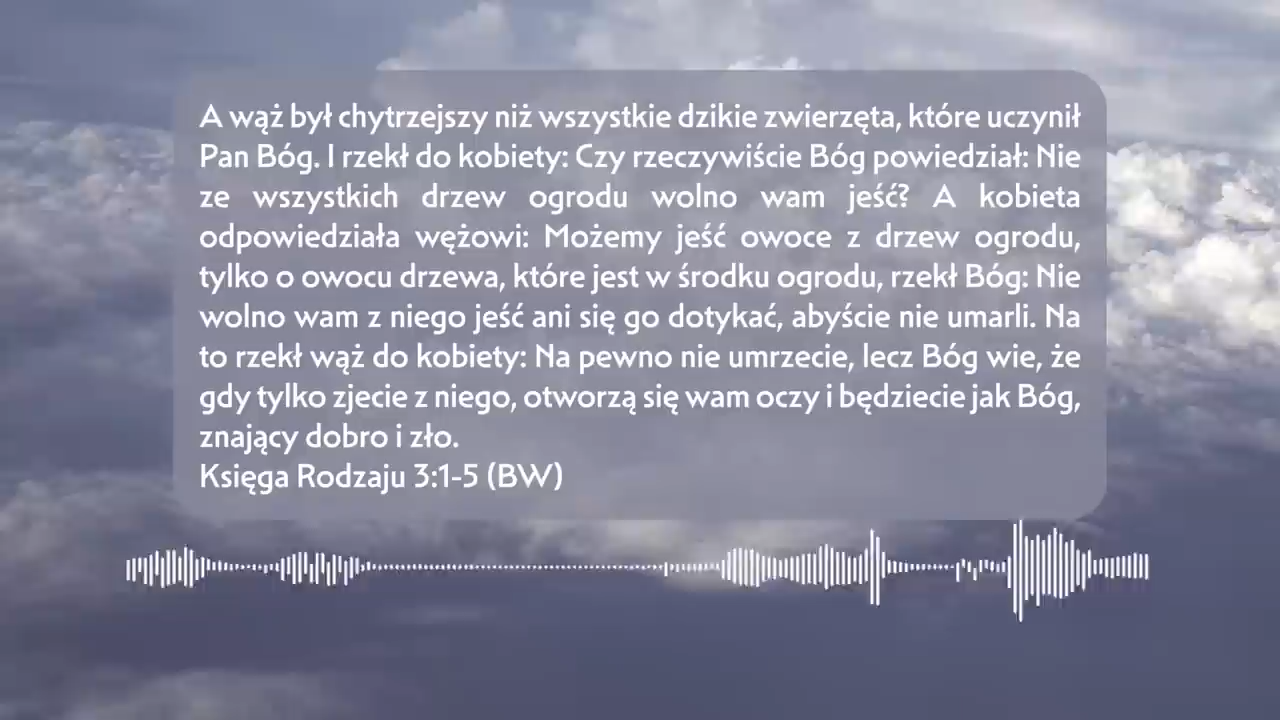 A wąż był chytrzejszy niż wszystkie dzikie zwierzęta, które uczynił
Pan Bóg. I rzekł do kobiety: Czy rzeczywiście Bóg powiedział: Nie
ze wszystkich drzew ogrodu wolno wam jeść? A kobieta
odpowiedziała wężowi: Możemy jeść owoce z drzew ogrodu,
tylko o owocu drzewa, które jest w środku ogrodu, rzekł Bóg: Nie
wolno wam z niego jeść ani się go dotykać, abyście nie umarli. Na
to rzekł wąż do kobiety: Na pewno nie umrzecie, lecz Bóg wie, że
gdy tylko zjecie z niego, otworzą się wam oczy i będziecie jak Bóg,
znający dobro i zło.
Księga Rodzaju 3:1-5 (BW)